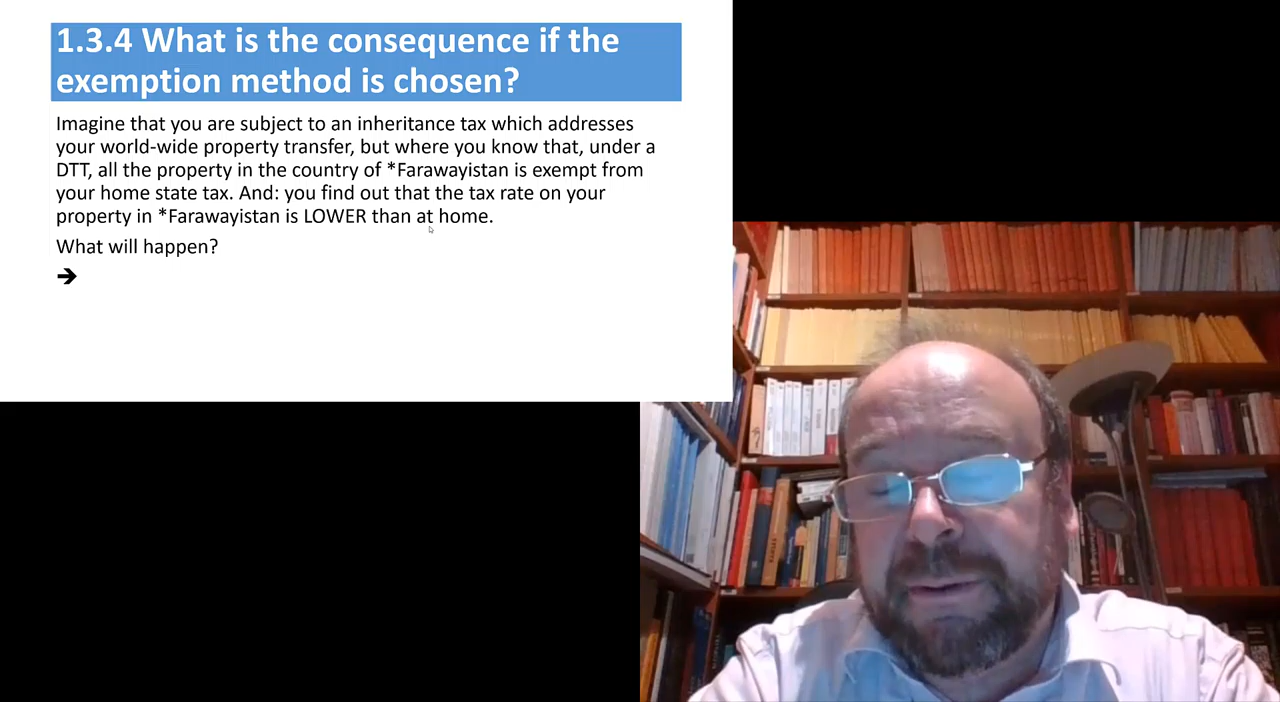 1.3.4 What is the consequence if the
exemption method is chosen?
Imagine that you are subject to an inheritance tax which addresses
your world-wide property transfer, but where you know that, under a
DTT, all the property in the country of *Farawayistan is exempt from
your home state tax. And: you find out that the tax rate on your
property in *Farawayistan is LOWER than at home.
What will happen?
➔